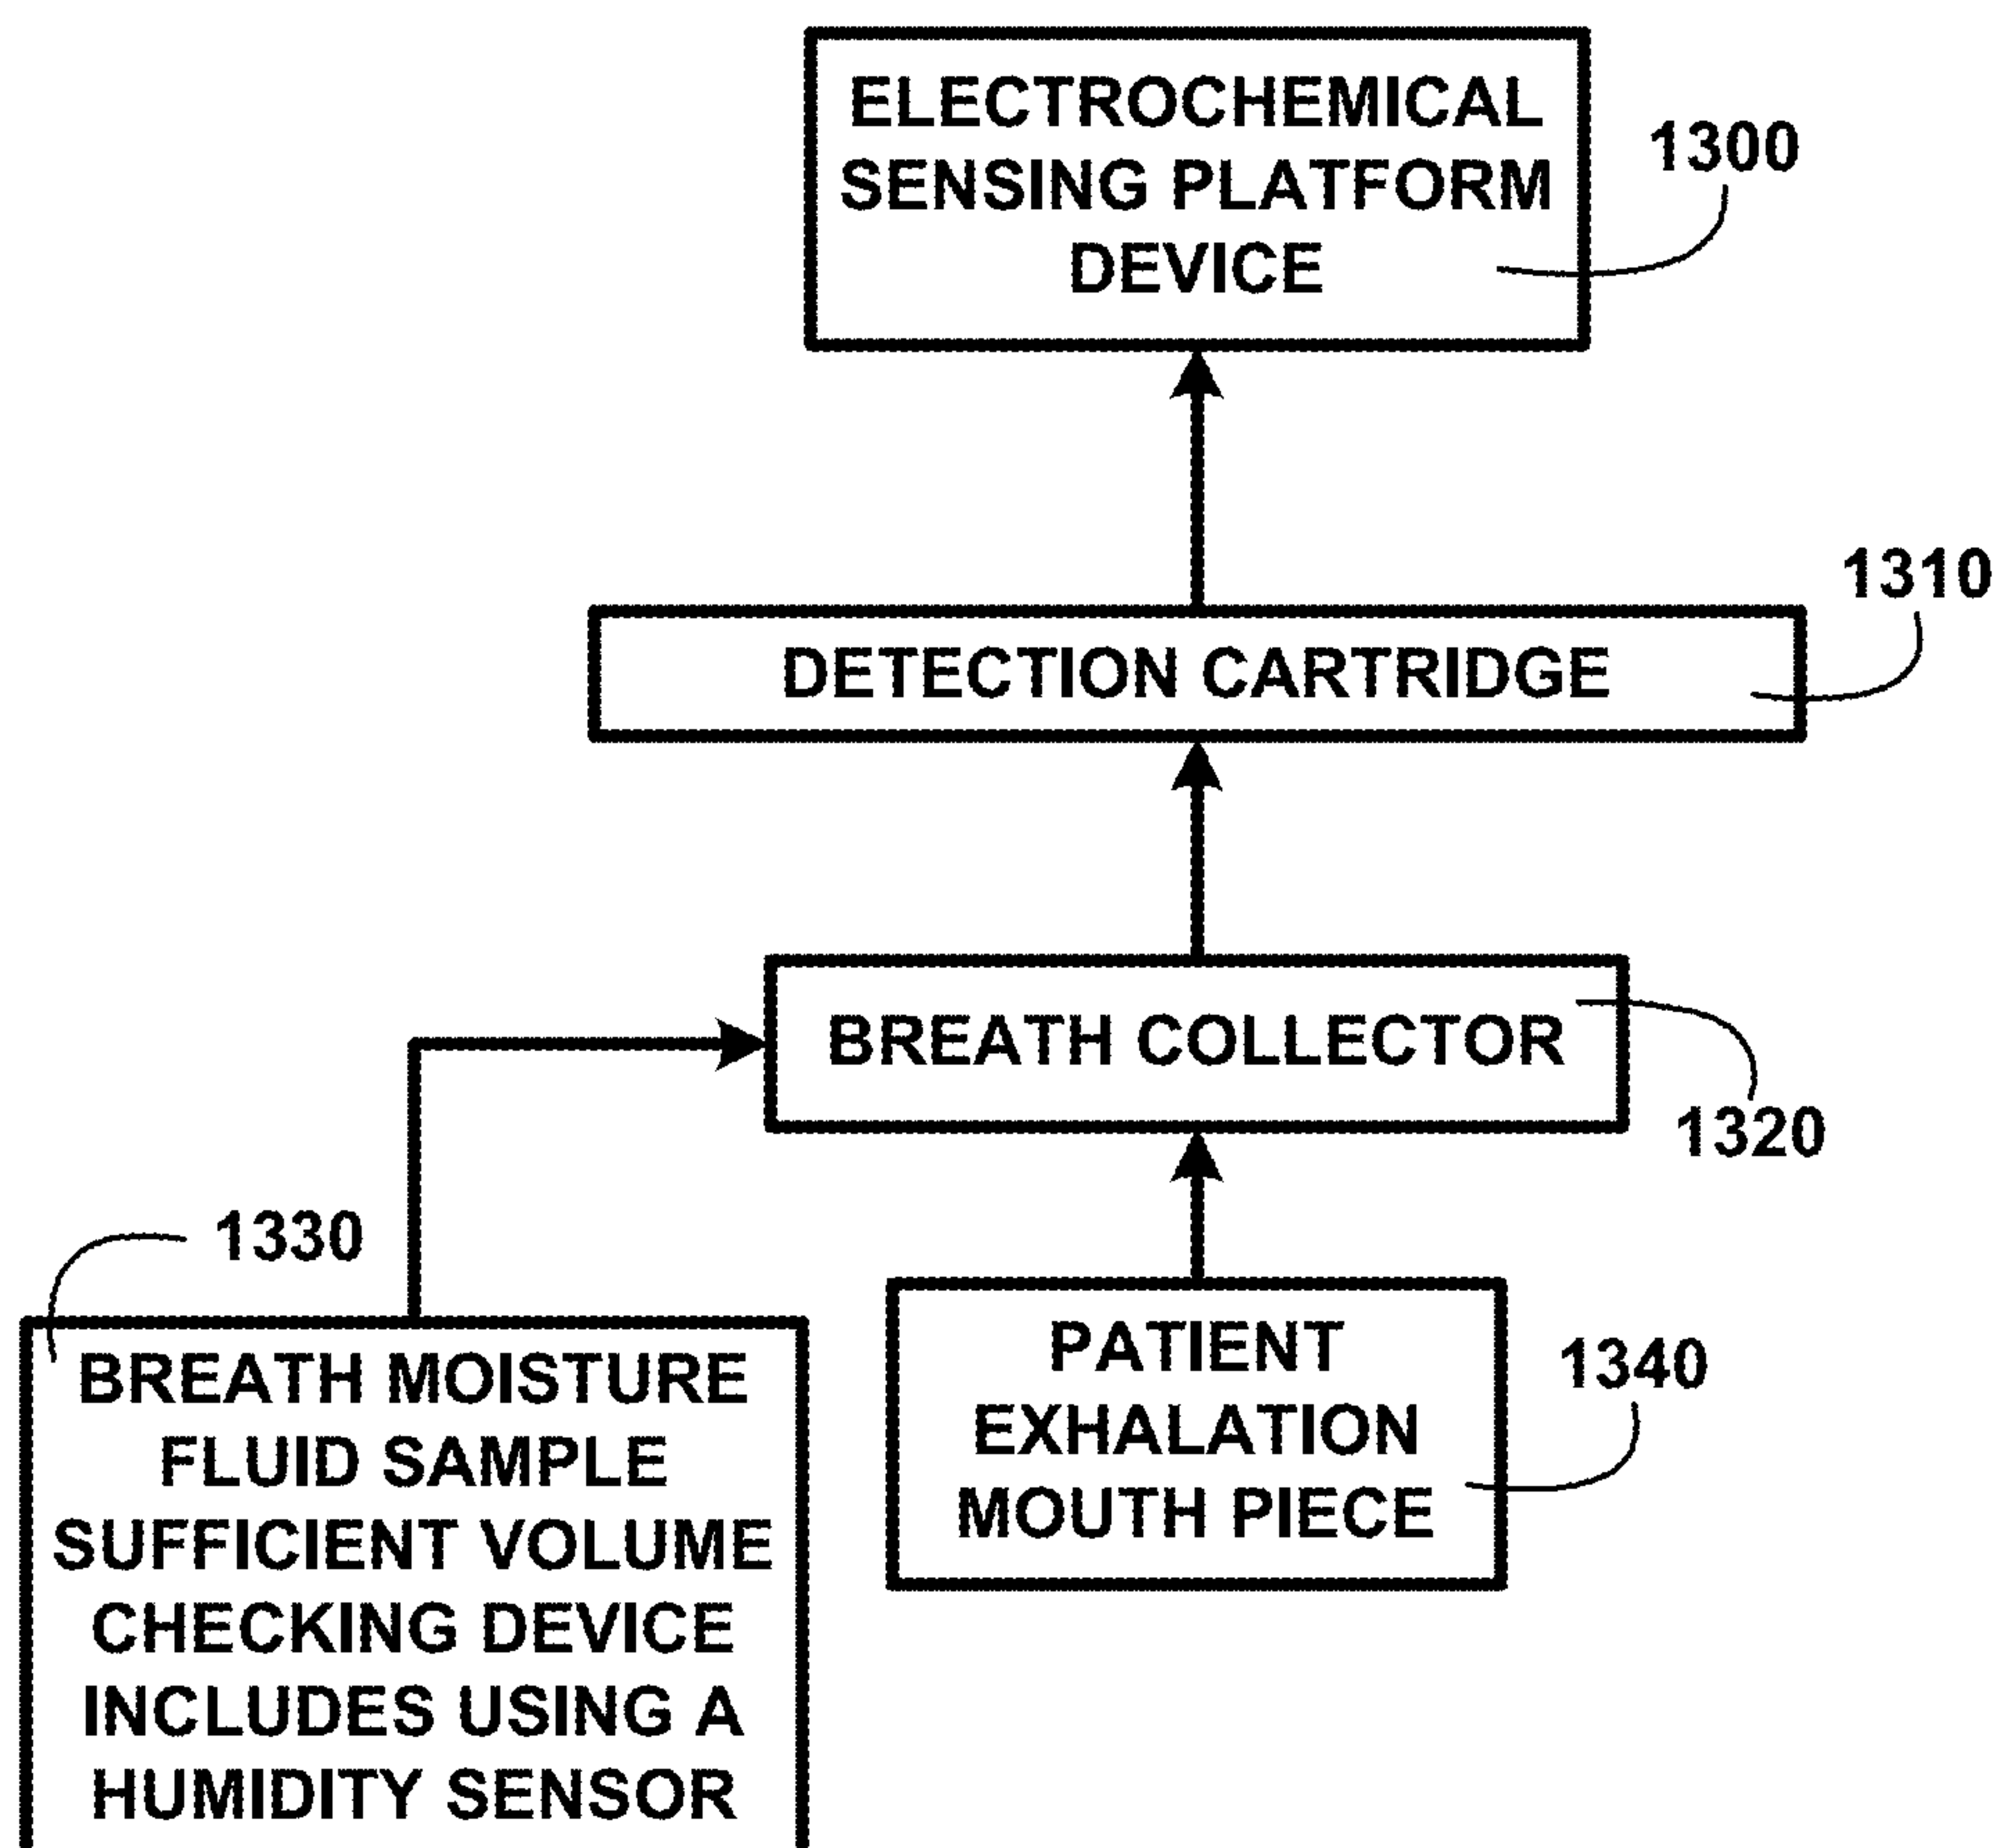 ELECTROCHEMICAL
SENSING PLATFORM
DEVICE
1300
1310
DETECTION CARTRIDGE
BREATH COLLECTOR
1320
1330
BREATH MOISTURE
FLUID SAMPLE
SUFFICIENT VOLUME
CHECKING DEVICE
INCLUDES USING A
HUMIDITY SENSOR
PATIENT
EXHALATION
MOUTH PIECE
1340